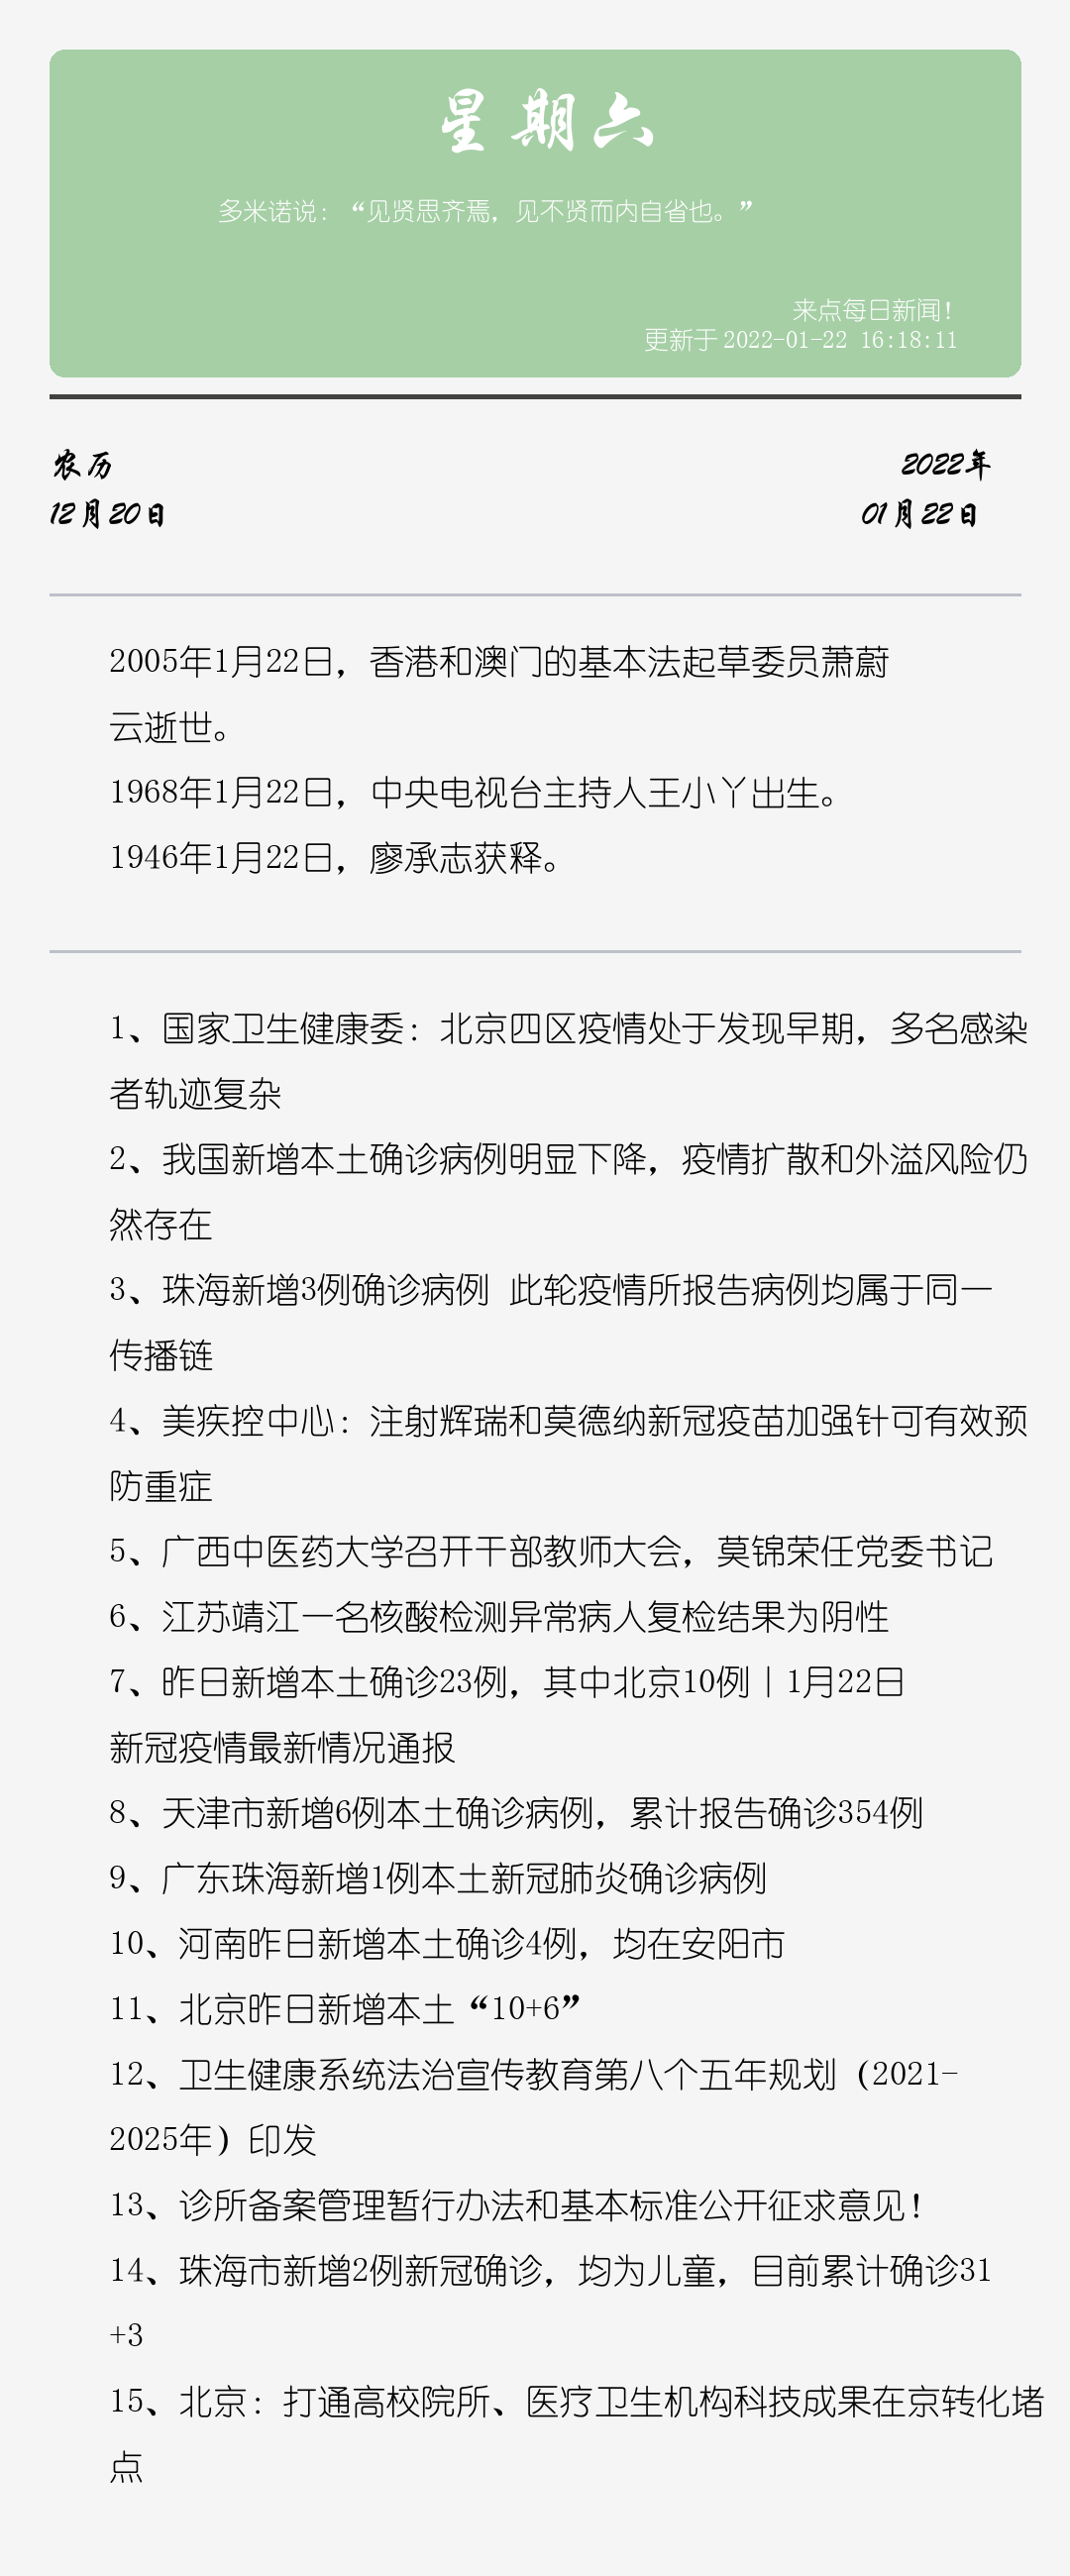 星期六
多米诺说：“见贤思齐焉，见不贤而内自省也。”
来点每日新闻！
更新于 2022-01-22 16:18:11
农历
2022年
12月20日
01月22日
2005年1月22日，香港和澳门的基本法起草委员萧蔚
云逝世。
1968年1月22日，中央电视台主持人王小丫出生。
1946年1月22日，廖承志获释。
1、国家卫生健康委：北京四区疫情处于发现早期，多名感染
者轨迹复杂
2、我国新增本土确诊病例明显下降，疫情扩散和外溢风险仍
然存在
3、珠海新增3例确诊病例 此轮疫情所报告病例均属于同一
传播链
4、美疾控中心：注射辉瑞和莫德纳新冠疫苗加强针可有效预
防重症
5、广西中医药大学召开干部教师大会，莫锦荣任党委书记
6、江苏靖江一名核酸检测异常病人复检结果为阴性
7、昨日新增本土确诊23例，其中北京10例｜1月22日
新冠疫情最新情况通报
8、天津市新增6例本土确诊病例，累计报告确诊354例
9、广东珠海新增1例本土新冠肺炎确诊病例
10、河南昨日新增本土确诊4例，均在安阳市
11、北京昨日新增本土“10+6”
12、卫生健康系统法治宣传教育第八个五年规划（2021-
2025年）印发
13、诊所备案管理暂行办法和基本标准公开征求意见！
14、珠海市新增2例新冠确诊，均为儿童，目前累计确诊31
+3
15、北京：打通高校院所、医疗卫生机构科技成果在京转化堵
点